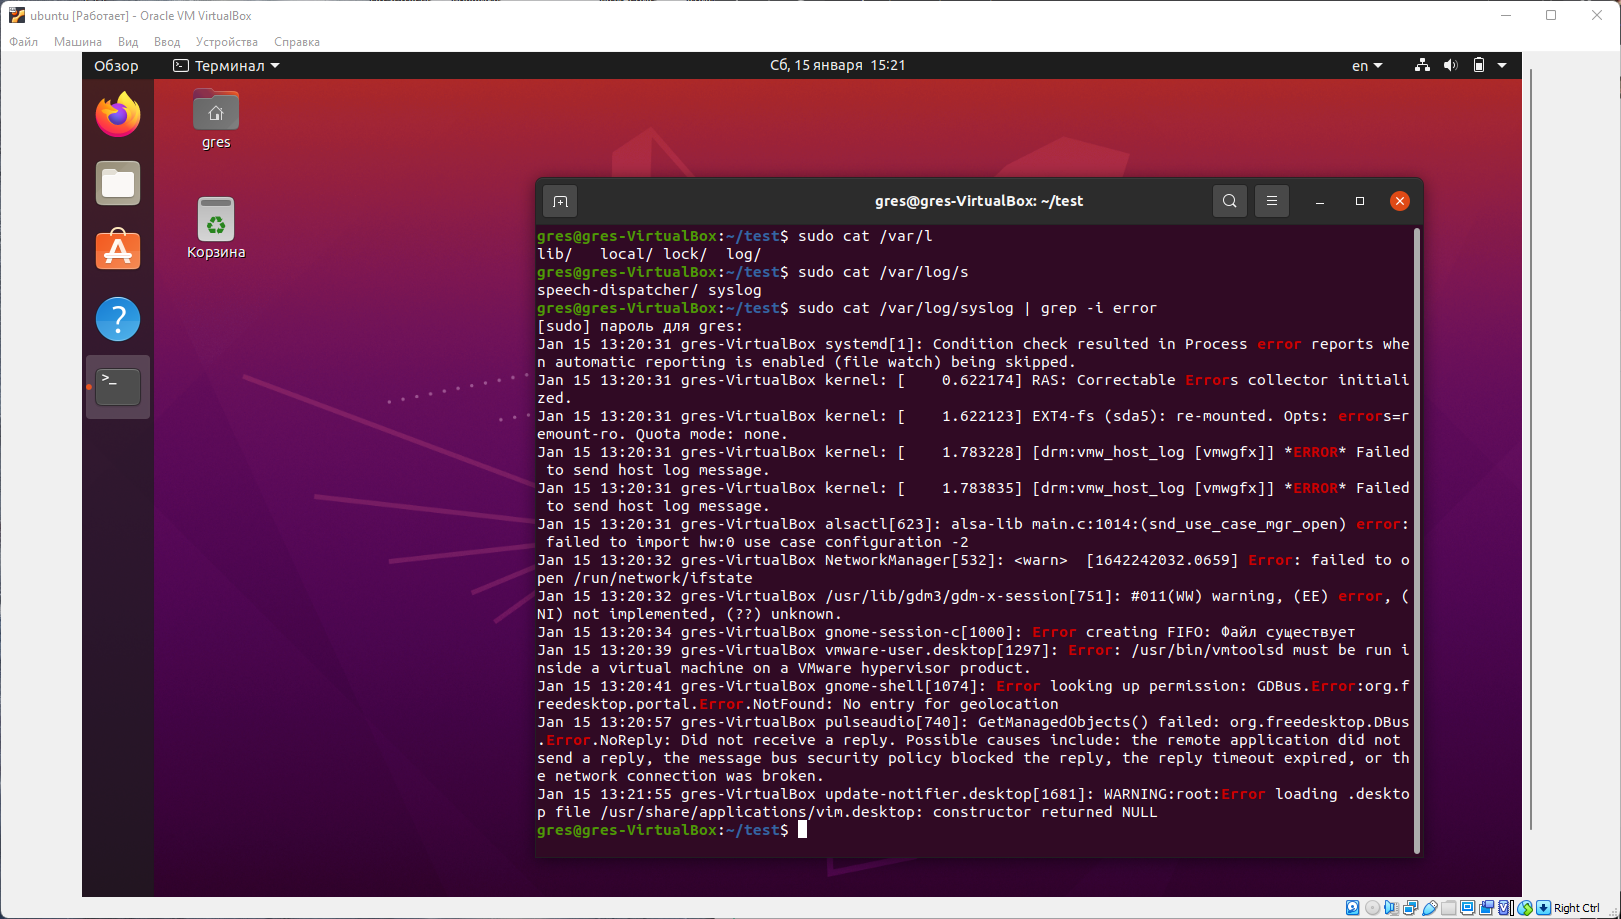 ubuntu [Работает] - Oracle VM VirtualBox
Файл Машина Вид Ввод Устройства Справка
Обзор Терминал Сб, 15 января 15:21 en
gres
Корзина
gres@gres-VirtualBox: ~/test
gres@gres-VirtualBox:~/test$ sudo cat /var/l
lib/ local/ lock/ log/
gres@gres-VirtualBox:~/test$ sudo cat /var/log/s
speech-dispatcher/ syslog
gres@gres-VirtualBox:~/test$ sudo cat /var/log/syslog | grep -i error
[sudo] пароль для gres:
Jan 15 13:20:31 gres-VirtualBox systemd[1]: Condition check resulted in Process error reports whe
n automatic reporting is enabled (file watch) being skipped.
Jan 15 13:20:31 gres-VirtualBox kernel: [    0.622174] RAS: Correctable Errors collector initiali
zed.
Jan 15 13:20:31 gres-VirtualBox kernel: [    1.622123] EXT4-fs (sda5): re-mounted. Opts: errors=r
emount-ro. Quota mode: none.
Jan 15 13:20:31 gres-VirtualBox kernel: [    1.783228] [drm:vmw_host_log [vmwgfx]] *ERROR* Failed
to send host log message.
Jan 15 13:20:31 gres-VirtualBox kernel: [    1.783835] [drm:vmw_host_log [vmwgfx]] *ERROR* Failed
to send host log message.
Jan 15 13:20:31 gres-VirtualBox alsactl[623]: alsa-lib main.c:1014:(snd_use_case_mgr_open) error:
failed to import hw:0 use case configuration -2
Jan 15 13:20:32 gres-VirtualBox NetworkManager[532]: <warn>  [1642242032.0659] Error: failed to o
pen /run/network/ifstate
Jan 15 13:20:32 gres-VirtualBox /usr/lib/gdm3/gdm-x-session[751]: #011(WW) warning, (EE) error, (
NI) not implemented, (??) unknown.
Jan 15 13:20:34 gres-VirtualBox gnome-session-c[1000]: Error creating FIFO: Файл существует
Jan 15 13:20:39 gres-VirtualBox vmware-user.desktop[1297]: Error: /usr/bin/vmtoolsd must be run i
nside a virtual machine on a VMware hypervisor product.
Jan 15 13:20:41 gres-VirtualBox gnome-shell[1074]: Error looking up permission: GDBus.Error:org.f
reedesktop.portal.Error.NotFound: No entry for geolocation
Jan 15 13:20:57 gres-VirtualBox pulseaudio[740]: GetManagedObjects() failed: org.freedesktop.DBus
.Error.NoReply: Did not receive a reply. Possible causes include: the remote application did not
send a reply, the message bus security policy blocked the reply, the reply timeout expired, or th
e network connection was broken.
Jan 15 13:21:55 gres-VirtualBox update-notifier.desktop[1681]: WARNING:root:Error loading .deskto
p file /usr/share/applications/vim.desktop: constructor returned NULL
gres@gres-VirtualBox:~/test$
Right Ctrl